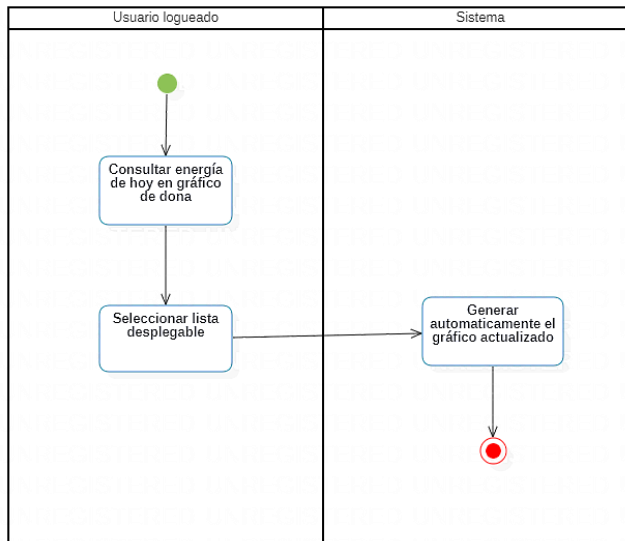 Usuario logueado
Sistema
Consultar energía
de hoy en gráfico
de dona
Seleccionar lista
desplegable
Generar
automaticamente el
gráfico actualizado